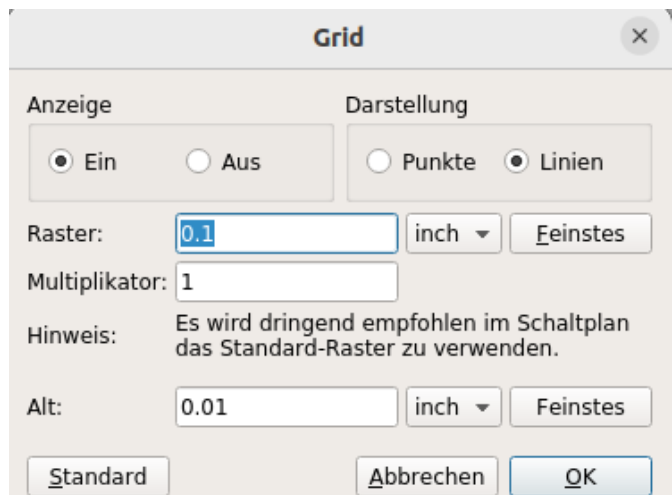 Grid
Anzeige Darstellung
Ein Aus Punkte Linien
Raster: 0.1 inch Feinstes
Multiplikator: 1
Hinweis: Es wird dringend empfohlen im Schaltplan
das Standard-Raster zu verwenden.
Alt: 0.01 inch Feinstes
Standard Abbrechen OK